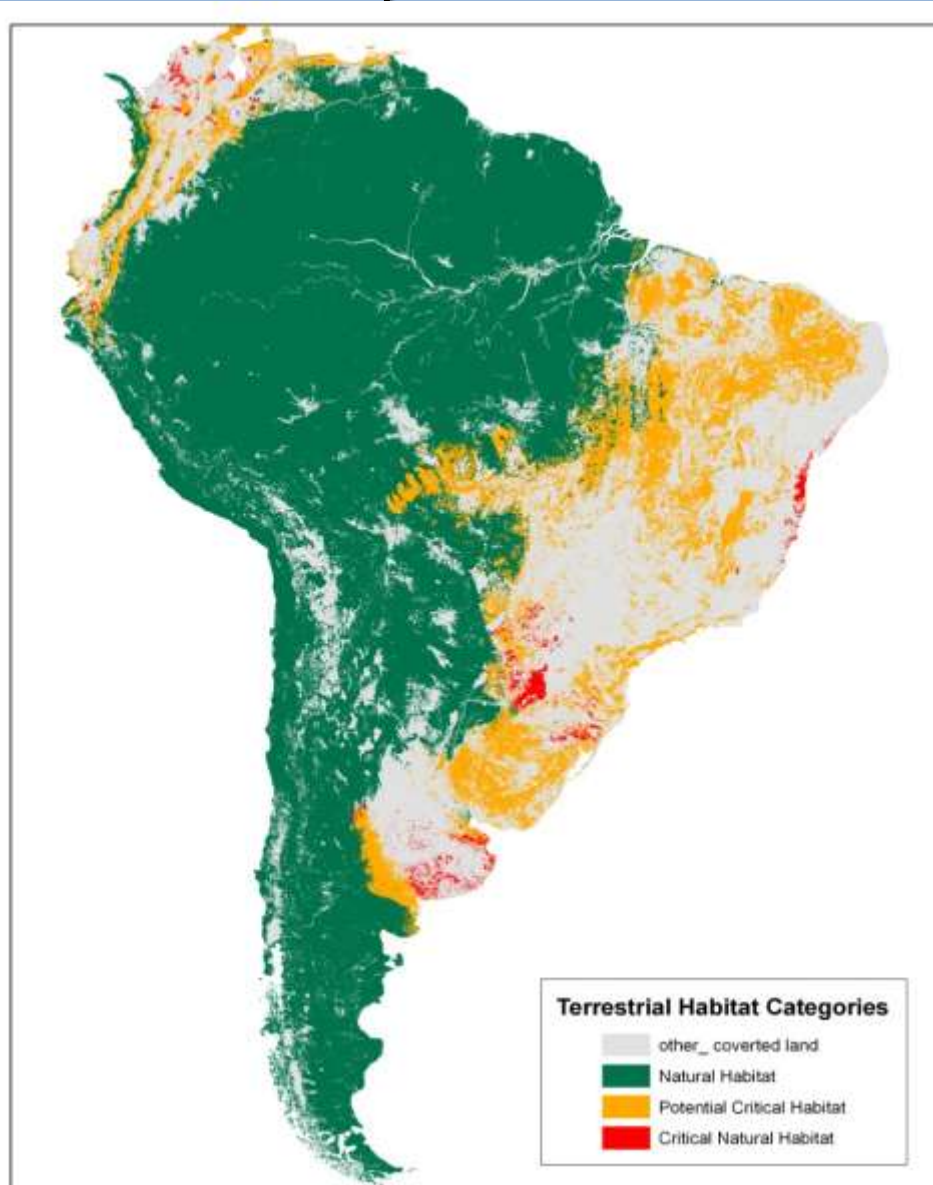 Terrestrial Habitat Categories
other_ coverted land
Natural Habitat
Potential Critical Habitat
Critical Natural Habitat